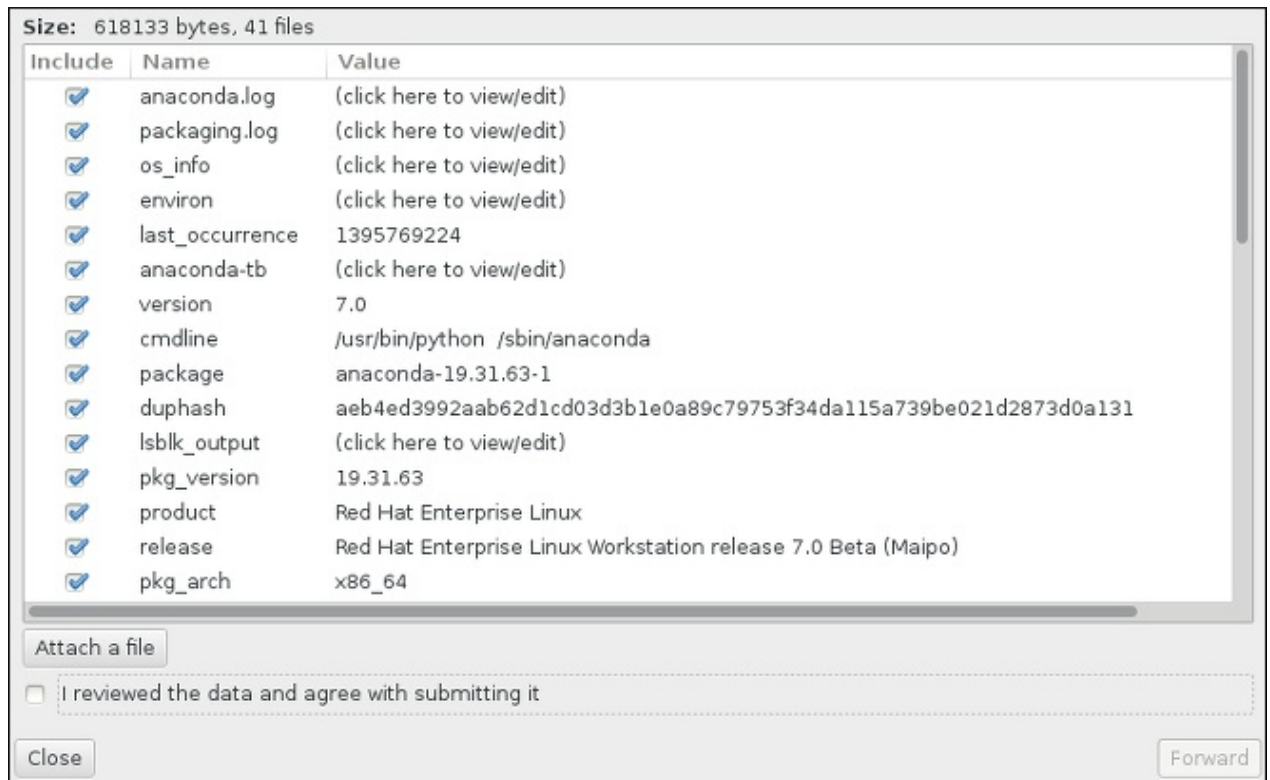 Size: 618133 bytes, 41 files
Include Name Value
anaconda.log (click here to view/edit)
packaging.log (click here to view/edit)
os_info (click here to view/edit)
environ (click here to view/edit)
last_occurrence 1395769224
anaconda-tb (click here to view/edit)
version 7.0
cmdline /usr/bin/python /sbin/anaconda
package anaconda-19.31.63-1
duphash aeb4ed3992aab62d1cd03d3b1e0a89c79753f34da115a739be021d2873d0a131
lsblk_output (click here to view/edit)
pkg_version 19.31.63
product Red Hat Enterprise Linux
release Red Hat Enterprise Linux Workstation release 7.0 Beta (Maipo)
pkg_arch x86_64
Attach a file
I reviewed the data and agree with submitting it
Close Forward